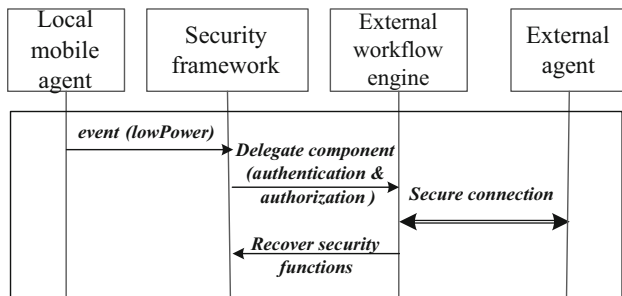 Local
mobile
agent
Security
framework
External
workflow
engine
External
agent
event (lowPower)
Delegate component
(authentication &
authorization )
Secure connection
Recover security
functions